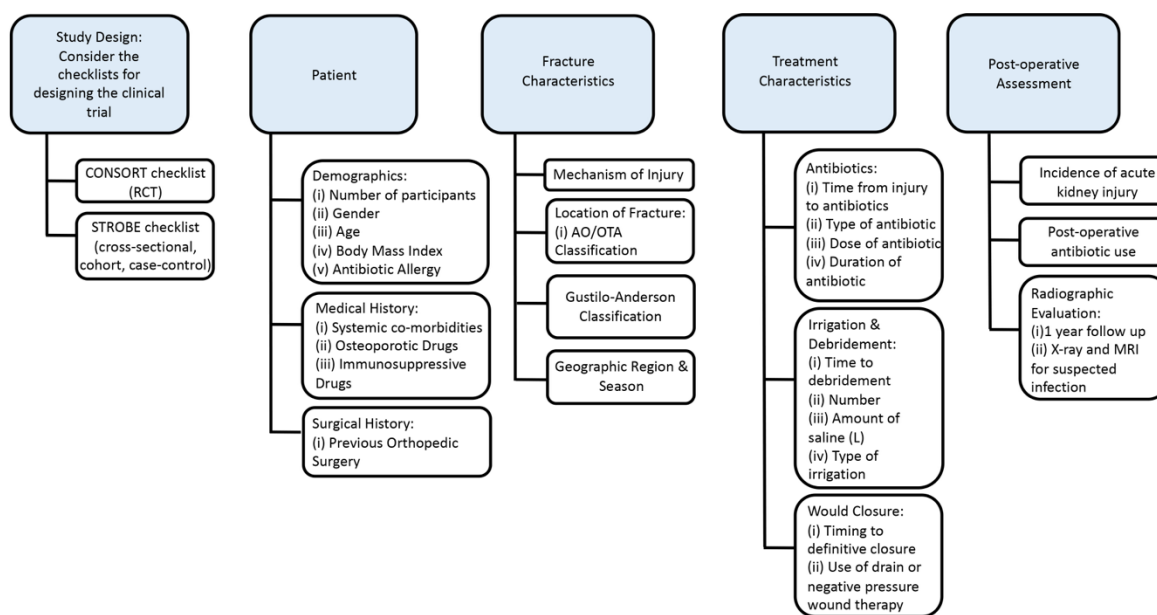 Study Design:
Consider the
checklists for
designing the clinical
trial
CONSORT checklist
(RCT)
STROBE checklist
(cross-sectional,
cohort, case-control)
Patient
Demographics:
(i) Number of participants
(ii) Gender
(iii) Age
(iv) Body Mass Index
(v) Antibiotic Allergy
Medical History:
(i) Systemic co-morbidities
(ii) Osteoporotic Drugs
(iii) Immunosuppressive
Drugs
Surgical History:
(i) Previous Orthopedic
Surgery
Fracture
Characteristics
Mechanism of Injury
Location of Fracture:
(i) AO/OTA
Classification
Gustilo-Anderson
Classification
Geographic Region &
Season
Treatment
Characteristics
Antibiotics:
(i) Time from injury
to antibiotics
(ii) Type of antibiotic
(iii) Dose of antibiotic
(iv) Duration of
antibiotic
Irrigation &
Debridement:
(i) Time to
debridement
(ii) Number
(iii) Amount of
saline (L)
(iv) Type of
irrigation
Would Closure:
(i) Timing to
definitive closure
(ii) Use of drain or
negative pressure
wound therapy
Post-operative
Assessment
Incidence of acute
kidney injury
Post-operative
antibiotic use
Radiographic
Evaluation:
(i)1 year follow up
(ii) X-ray and MRI
for suspected
infection